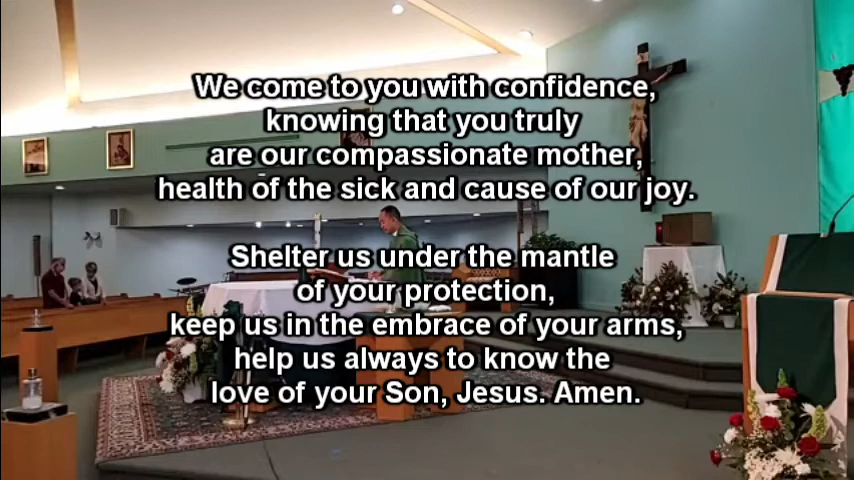 We come to you with confidence,
knowing that you truly
are our compassionate mother,
health of the sick and cause of our joy.
Shelter us under the mantle
of your protection,
keep us in the embrace of your arms,
help us always to know the
love of your Son, Jesus. Amen.